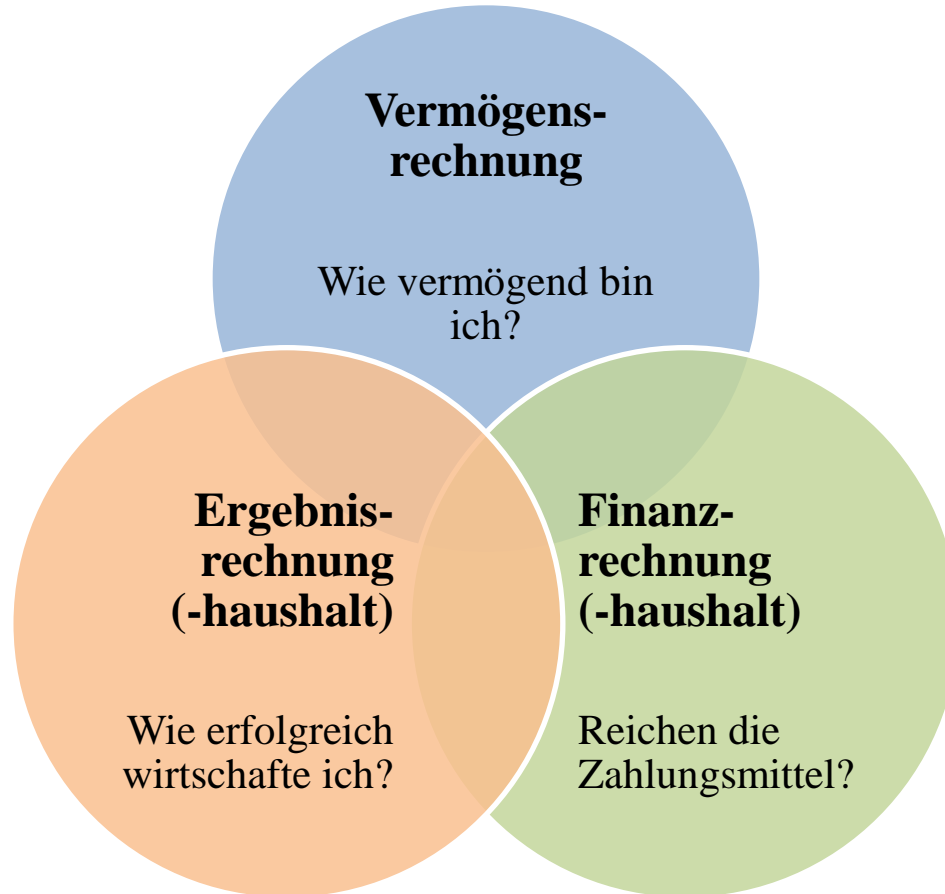 Vermögens-
rechnung
Wie vermögend bin
ich?
Ergebnis-
rechnung
(-haushalt)
Wie erfolgreich
wirtschafte ich?
Finanz-
rechnung
(-haushalt)
Reichen die
Zahlungsmittel?